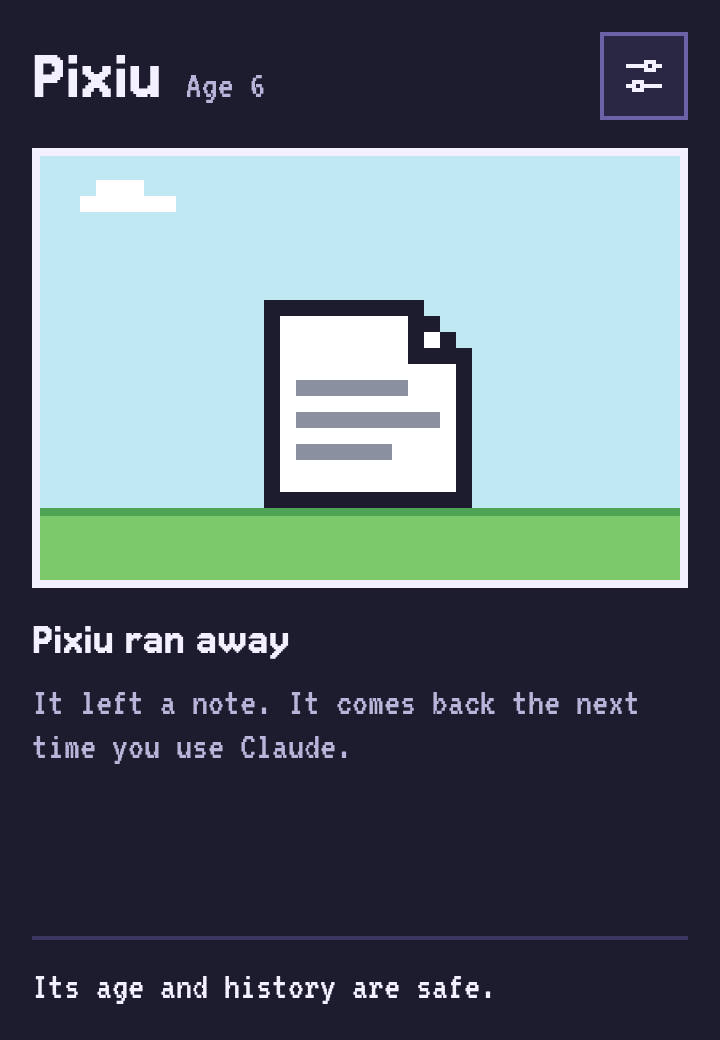 Pixiu Age 6
Pixiu ran away
It left a note. It comes back the next
time you use Claude.
Its age and history are safe.